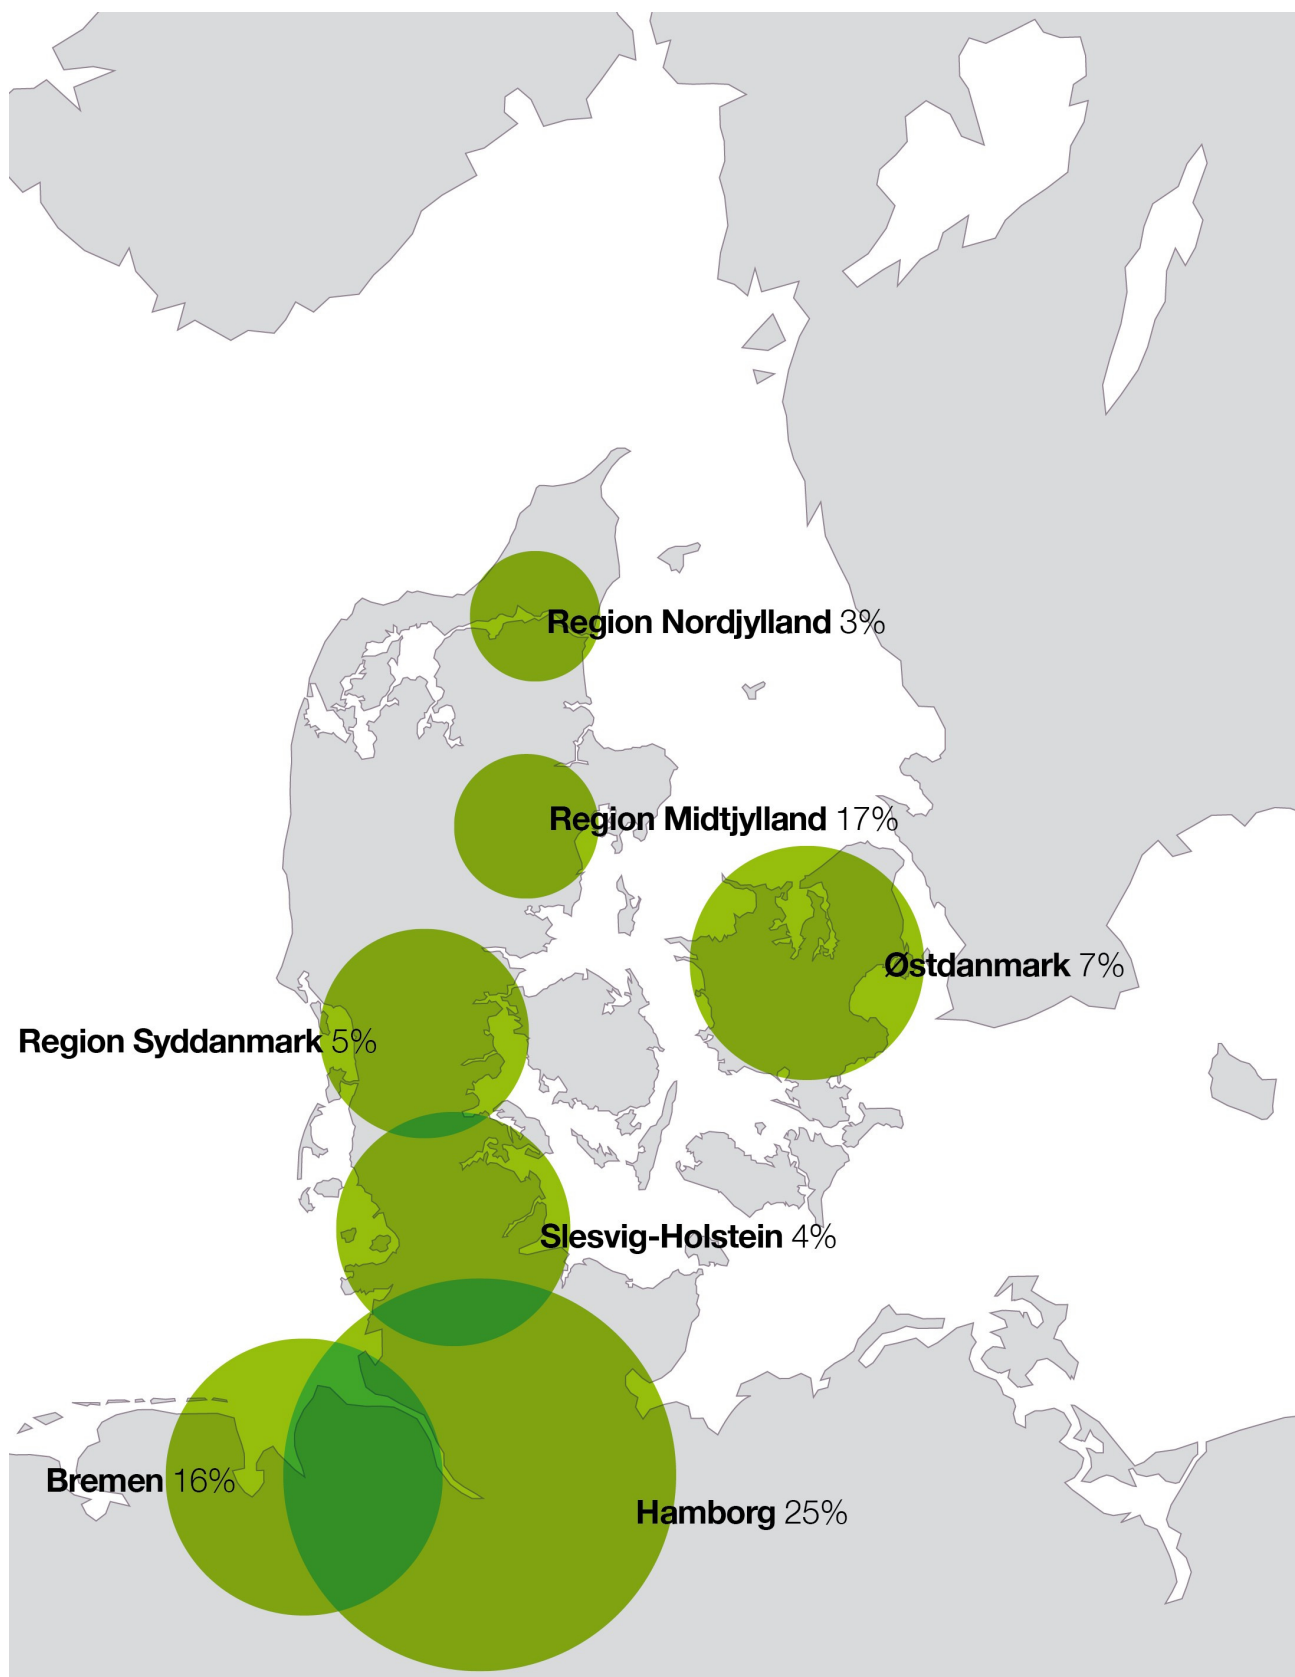 Region Nordjylland 3%
Region Midtjylland 17%
Østdanmark 7%
Region Syddanmark 5%
Slesvig-Holstein 4%
Bremen 16%
Hamborg 25%